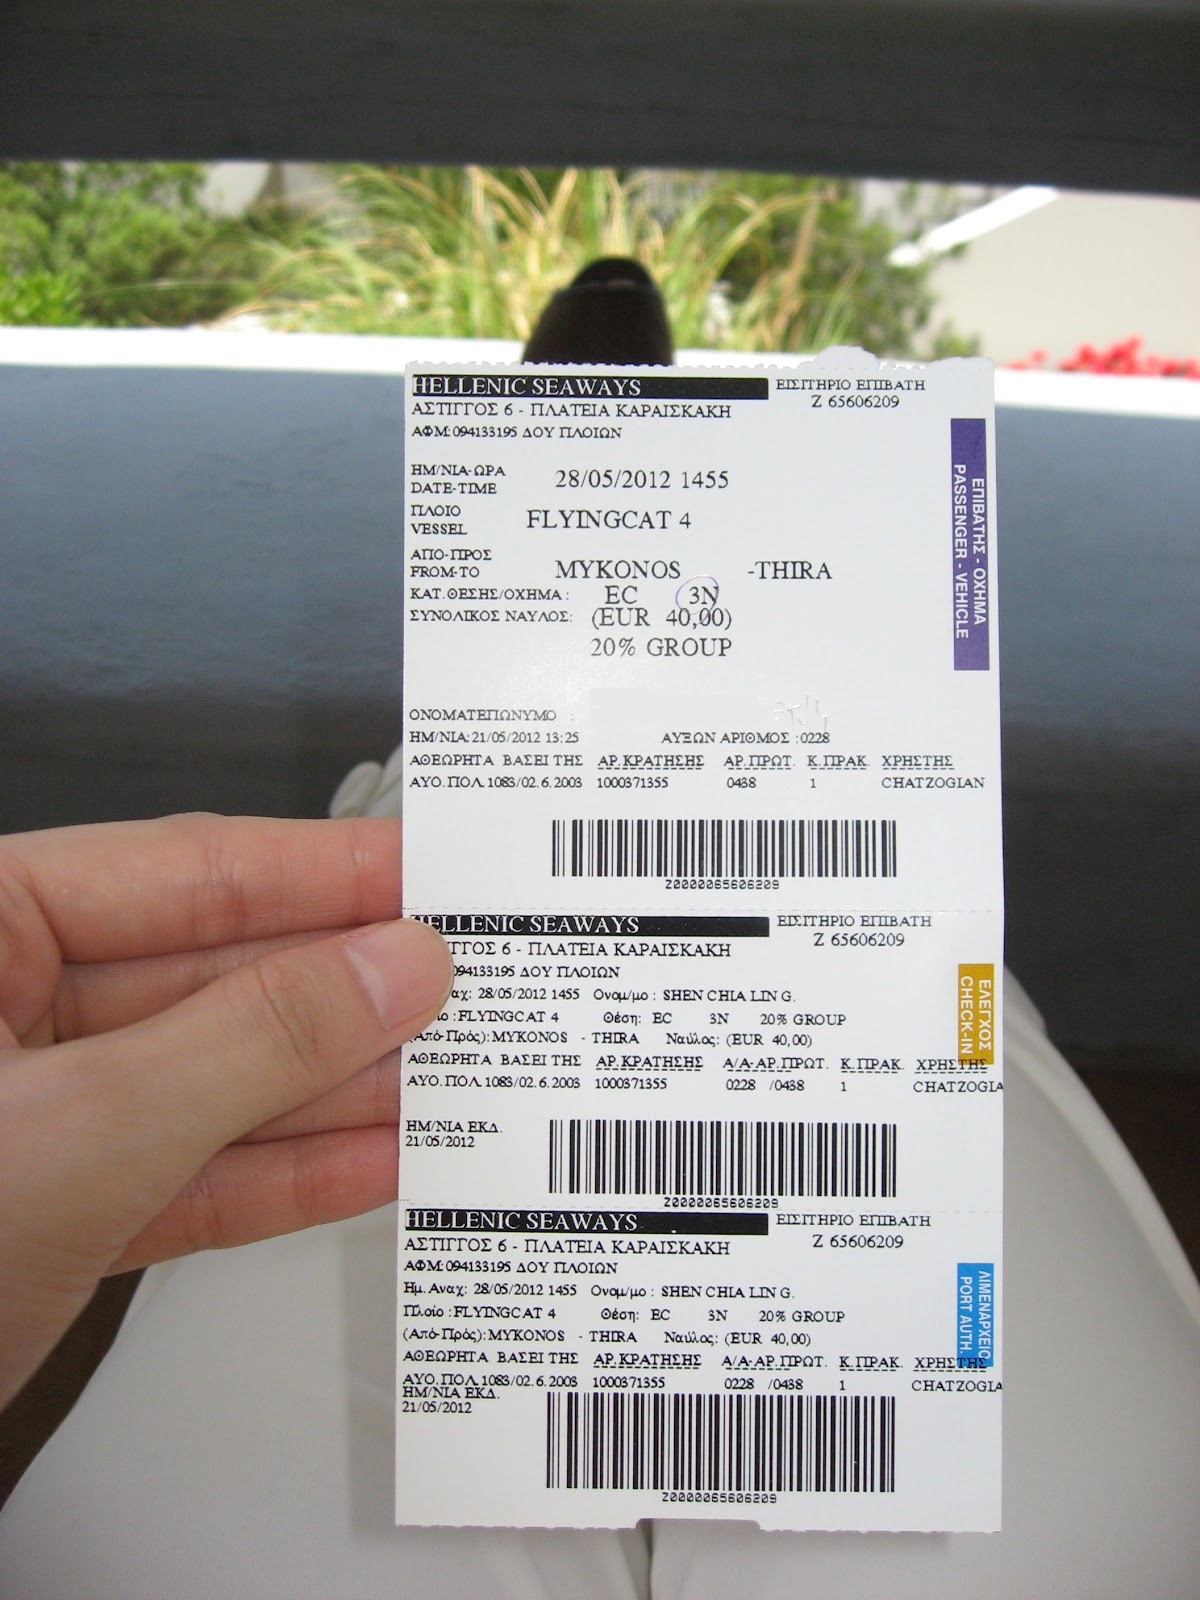 HELLENIC SEAWAYS ΕΙΣΙΤΗΡΙΟ ΕΠΙΒΑΤΗ
ΑΣΤΙΓΓΟΣ 6 - ΠΛΑΤΕΙΑ ΚΑΡΑΙΣΚΑΚΗ Z 65606209
ΑΦΜ:094133195 ΔΟΥ ΠΛΟΙΩΝ
ΕΠΙΒΑΤΗΣ - ΟΧΗΜΑ
PASSENGER - VEHICLE
ΗΜ/ΝΙΑ-ΩΡΑ
DATE-TIME 28/05/2012 1455
ΠΛΟΙΟ
VESSEL FLYINGCAT 4
ΑΠΟ-ΠΡΟΣ
FROM-TO MYKONOS -THIRA
ΚΑΤ.ΘΕΣΗΣ/ΟΧΗΜΑ : EC 3N
ΣΥΝΟΛΙΚΟΣ ΝΑΥΛΟΣ: (EUR 40,00)
20% GROUP
ΟΝΟΜΑΤΕΠΩΝΥΜΟ :
ΗΜ/ΝΙΑ:21/05/2012 13:25 ΑΥΞΩΝ ΑΡΙΘΜΟΣ :0228
ΑΘΕΩΡΗΤΑ ΒΑΣΕΙ ΤΗΣ ΑΡ.ΚΡΑΤΗΣΗΣ ΑΡ.ΠΡΩΤ. Κ.ΠΡΑΚ. ΧΡΗΣΤΗΣ
ΑΥΟ.ΠΟΛ.1083/02.6.2003 1000371355 0438 1 CHATZOGIAN
Z0000065606209
HELLENIC SEAWAYS ΕΙΣΙΤΗΡΙΟ ΕΠΙΒΑΤΗ
ΙΓΓΟΣ 6 - ΠΛΑΤΕΙΑ ΚΑΡΑΙΣΚΑΚΗ Z 65606209
094133195 ΔΟΥ ΠΛΟΙΩΝ
ΕΛΕΓΧΟΣ
CHECK-IN
αχ: 28/05/2012 1455 Ονομ/μο : SHEN CHIA LIN G.
ο :FLYINGCAT 4 Θέση: EC 3N 20% GROUP
(Από-Πρός):MYKONOS - THIRA Ναύλος: (EUR 40,00)
ΑΘΕΩΡΗΤΑ ΒΑΣΕΙ ΤΗΣ ΑΡ.ΚΡΑΤΗΣΗΣ Α/Α-ΑΡ.ΠΡΩΤ. Κ.ΠΡΑΚ. ΧΡΗΣΤΗΣ
ΑΥΟ.ΠΟΛ.1083/02.6.2003 1000371355 0228 /0438 1 CHATZOGIA
ΗΜ/ΝΙΑ ΕΚΔ.
21/05/2012
Z0000065606209
HELLENIC SEAWAYS ΕΙΣΙΤΗΡΙΟ ΕΠΙΒΑΤΗ
ΑΣΤΙΓΓΟΣ 6 - ΠΛΑΤΕΙΑ ΚΑΡΑΙΣΚΑΚΗ Z 65606209
ΑΦΜ:094133195 ΔΟΥ ΠΛΟΙΩΝ
ΛΙΜΕΝΑΡΧΕΙΟ
PORT AUTH.
Ημ.Αναχ: 28/05/2012 1455 Ονομ/μο : SHEN CHIA LIN G.
Πλοίο :FLYINGCAT 4 Θέση: EC 3N 20% GROUP
(Από-Πρός):MYKONOS - THIRA Ναύλος: (EUR 40,00)
ΑΘΕΩΡΗΤΑ ΒΑΣΕΙ ΤΗΣ ΑΡ.ΚΡΑΤΗΣΗΣ Α/Α-ΑΡ.ΠΡΩΤ. Κ.ΠΡΑΚ. ΧΡΗΣΤΗΣ
ΑΥΟ.ΠΟΛ.1083/02.6.2003 1000371355 0228 /0438 1 CHATZOGIA
ΗΜ/ΝΙΑ ΕΚΔ.
21/05/2012
Z0000065606209